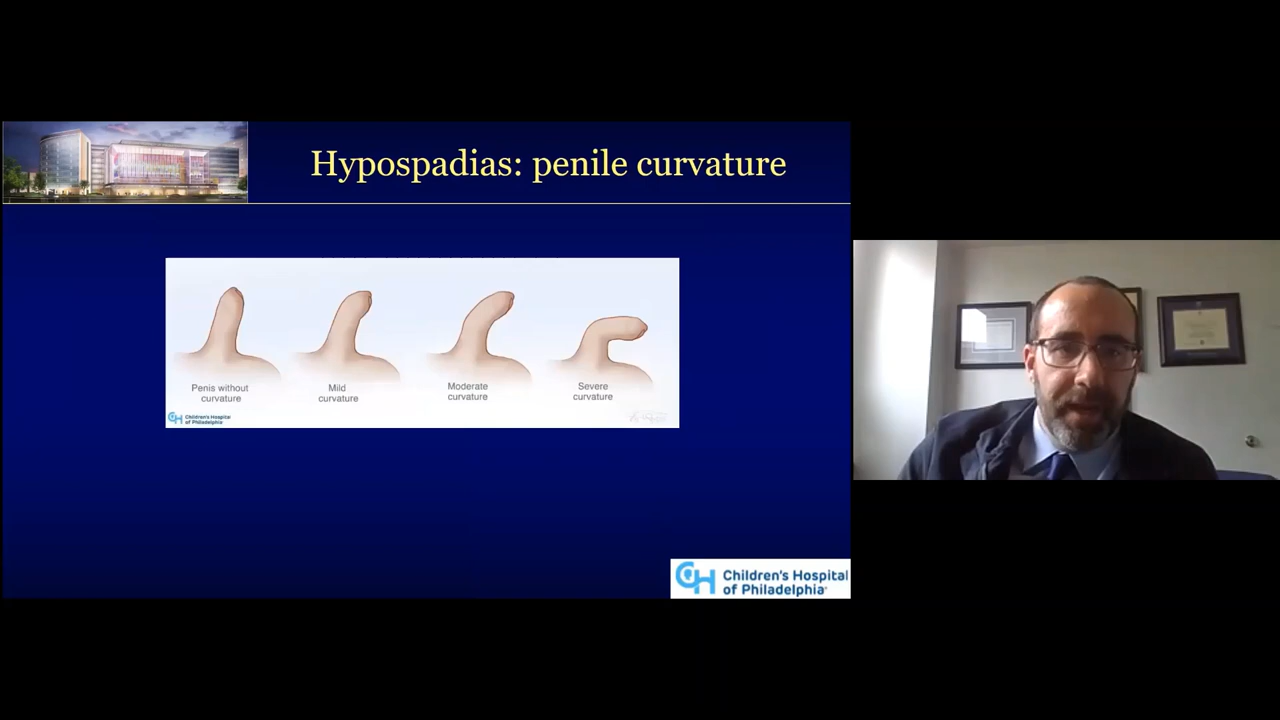 Hypospadias: penile curvature
Penis without
curvature
Mild
curvature
Moderate
curvature
Severe
curvature
Children's Hospital
of Philadelphia
Children's Hospital
of Philadelphia